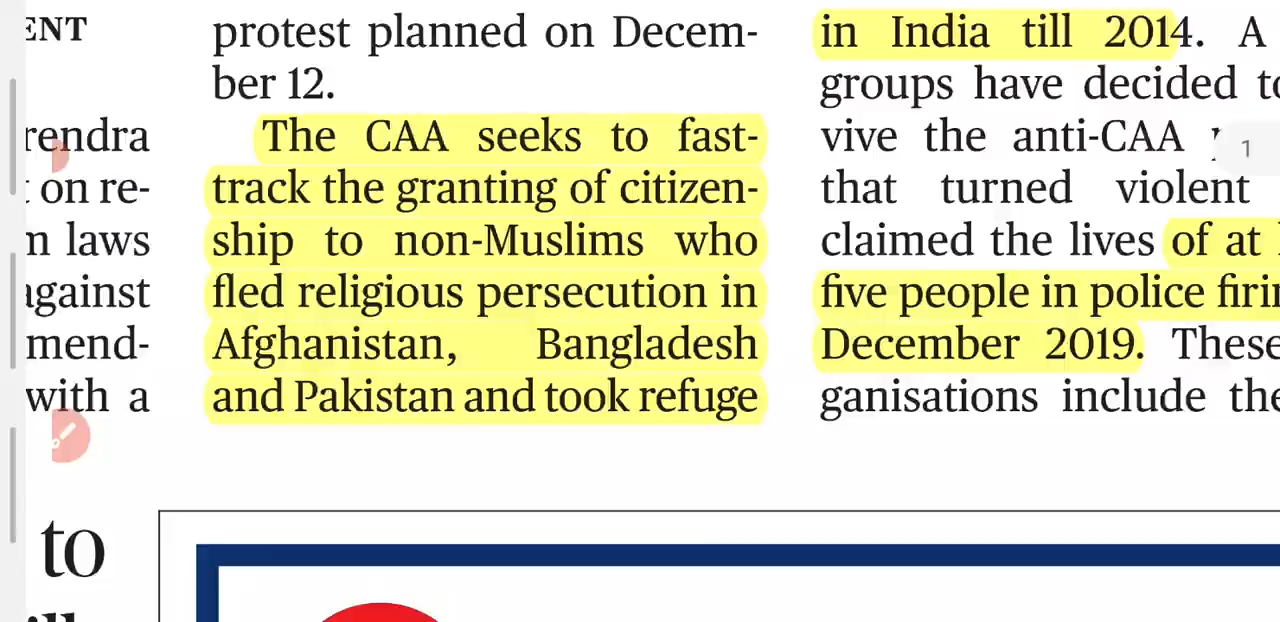 ENT
rendra
on re-
laws
against
mend-
with a
to
protest planned on Decem-
ber 12.
The CAA seeks to fast-
track the granting of citizen-
ship to non-Muslims who
fled religious persecution in
Afghanistan, Bangladesh
and Pakistan and took refuge
in India till 2014. A
groups have decided
vive the anti-CAA
that turned violent
claimed the lives of at
five people in police
December 2019. These
ganisations include the
1